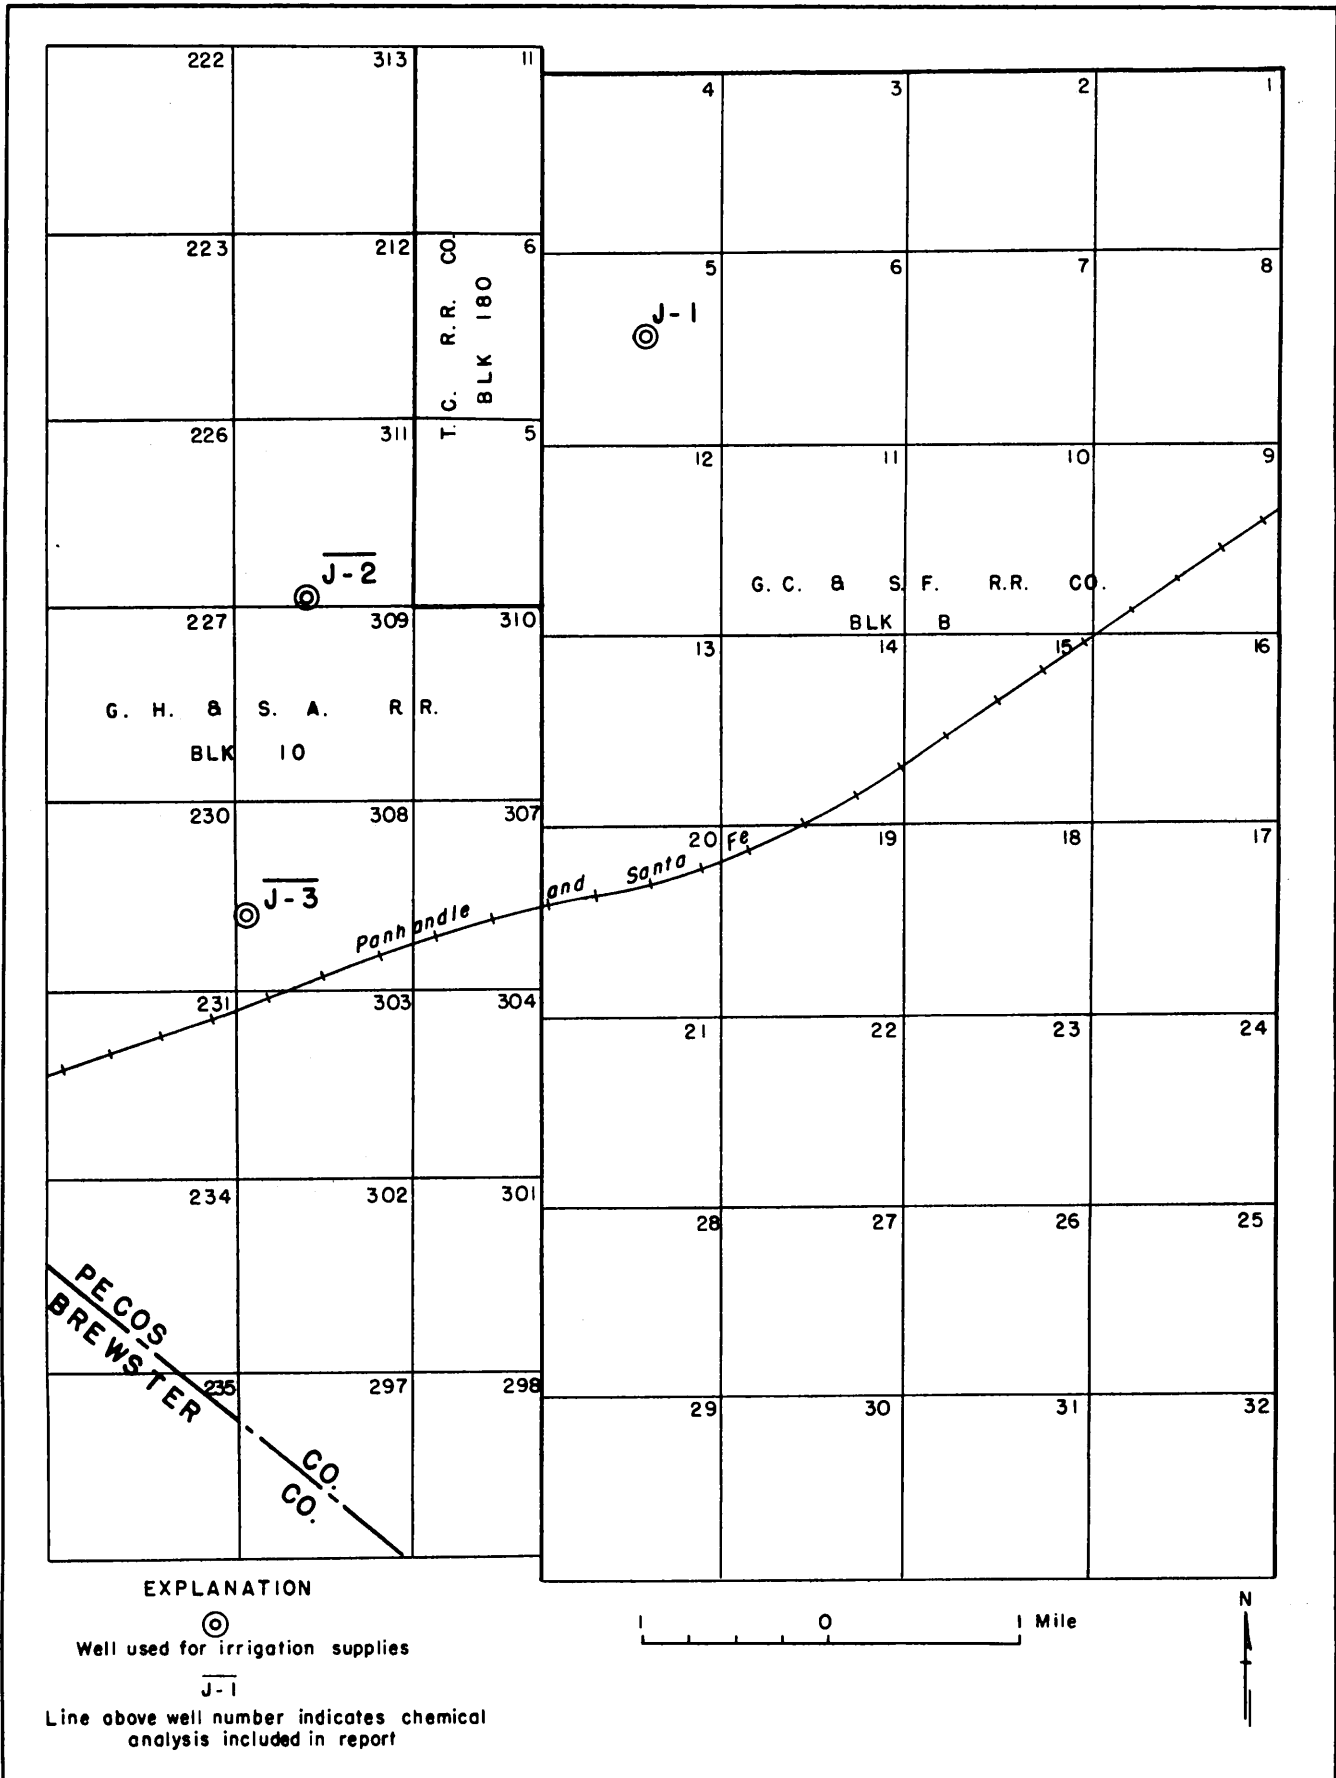 222 313 11
4 3 2 1
223 212 6
5 6 7 8
T. C. R.R. CO.
BLK 180
J-1
226 311 5
12 11 10 9
J-2
G. C. & S. F. R.R. CO.
BLK B
227 309 310
13 14 15 16
G. H. & S. A. R R.
BLK 10
230 308 307
20 19 18 17
Panhandle and Santa Fe
J-3
231 303 304
21 22 23 24
234 302 301
28 27 26 25
PECOS CO.
BREWSTER CO.
235 297 298
29 30 31 32
EXPLANATION
Well used for irrigation supplies
J-1
Line above well number indicates chemical
analysis included in report
1 0 1 Mile
N